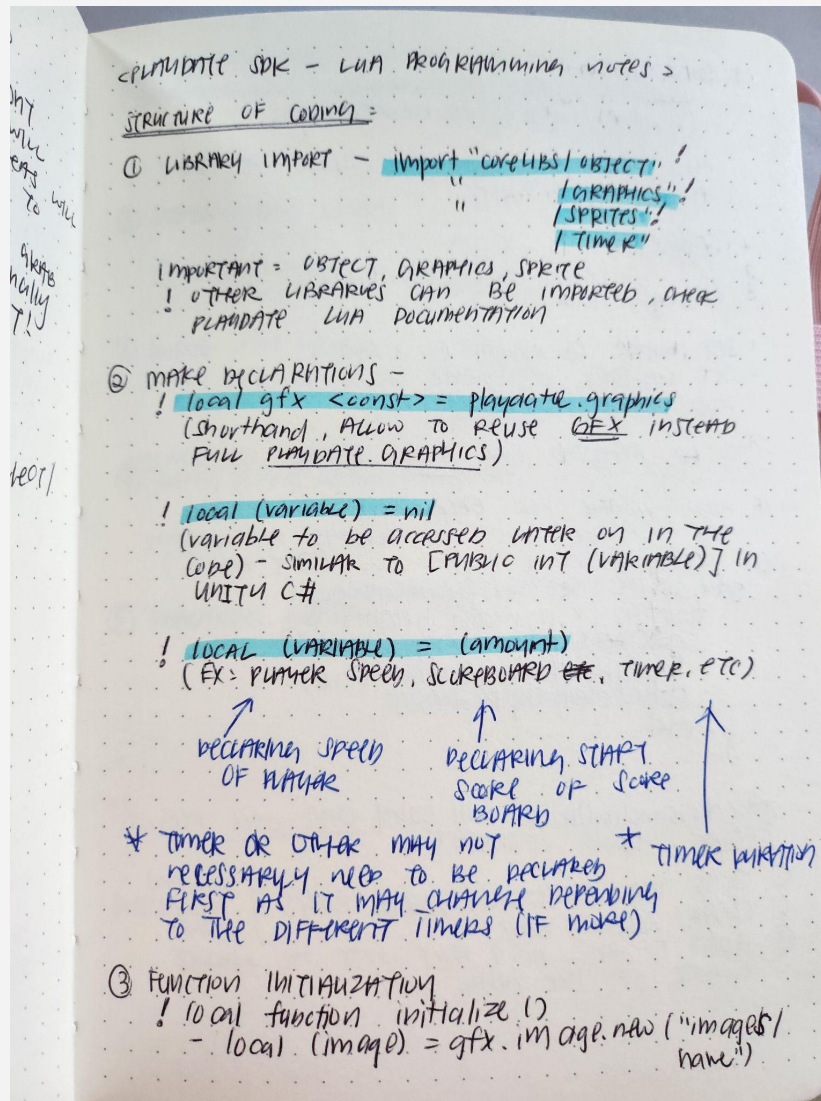 <PLAYDATE SDK - LUA PROGRAMMING NOTES>
STRUCTURE OF CODING:
① LIBRARY IMPORT - import "coreLIBS/OBJECT" !
" /GRAPHICS" !
" /SPRITES" !
/TIMER"
IMPORTANT = OBJECT, GRAPHICS, SPRITE
! OTHER LIBRARIES CAN BE IMPORTED, CHECK
PLAYDATE LUA DOCUMENTATION
② MAKE DECLARATIONS -
! local gfx <const> = playdate.graphics
(shorthand, ALLOW TO REUSE GFX INSTEAD
FULL PLAYDATE.GRAPHICS)
! local (variable) = nil
(variable to be accessed LATER ON IN THE
CODE) - SIMILAR TO [PUBLIC INT (VARIABLE)] IN
UNITY C#
! LOCAL (VARIABLE) = (amount)
(EX: PLAYER SPEED, SCOREBOARD etc, TIMER, ETC)
DECLARING SPEED
OF PLAYER
DECLARING START
SCORE OF SCORE
BOARD
* TIMER DURATION
* TIMER OR OTHER MAY NOT
NECESSARY NEED TO BE DECLARED
FIRST AS IT MAY CHANGE DEPENDING
TO THE DIFFERENT TIMERS (IF MORE)
③ FUNCTION INITIALIZATION
! local function initialize ()
- local (image) = gfx.image.new ("images/
name")